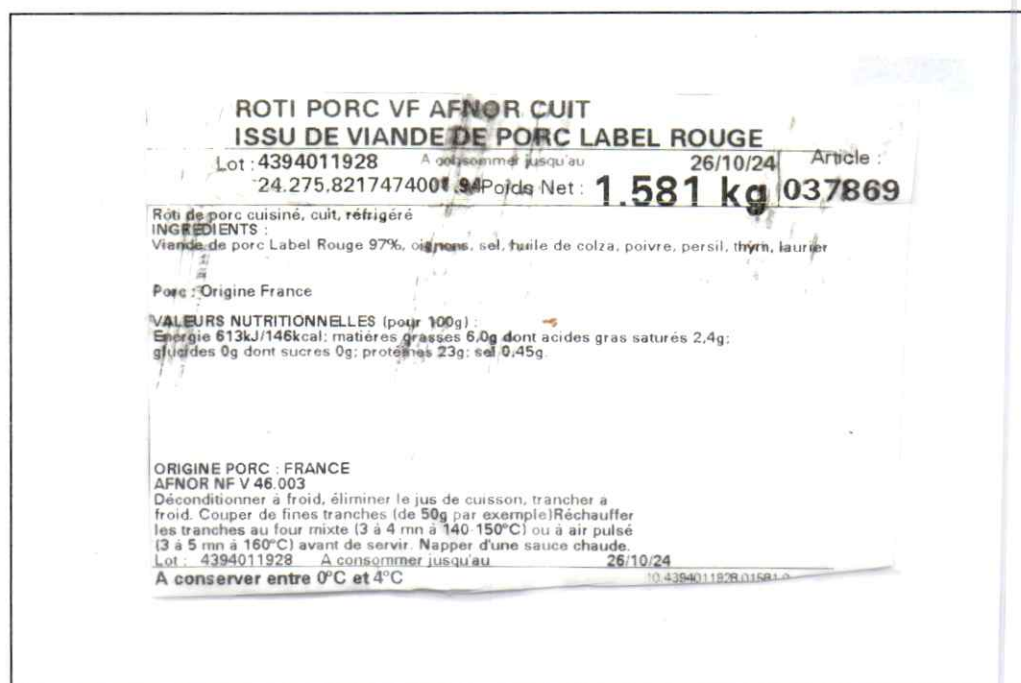 ROTI PORC VF AFNOR CUIT
ISSU DE VIANDE DE PORC LABEL ROUGE
Lot : 4394011928 A consommer jusqu'au 26/10/24 Article :
24.275.8217474001.94 Poids Net : 1.581 kg 037869
Rôti de porc cuisiné, cuit, réfrigéré
INGREDIENTS :
Viande de porc Label Rouge 97%, oignons, sel, huile de colza, poivre, persil, thym, laurier
Porc : Origine France
VALEURS NUTRITIONNELLES (pour 100g) :
Energie 613kJ/146kcal; matières grasses 6,0g dont acides gras saturés 2,4g;
glucides 0g dont sucres 0g; protéines 23g; sel 0,45g.
ORIGINE PORC : FRANCE
AFNOR NF V 46.003
Déconditionner à froid, éliminer le jus de cuisson, trancher a
froid. Couper de fines tranches (de 50g par exemple)Réchauffer
les tranches au four mixte (3 à 4 mn à 140-150°C) ou à air pulsé
(3 à 5 mn à 160°C) avant de servir. Napper d'une sauce chaude.
Lot : 4394011928 A consommer jusqu'au 26/10/24
A conserver entre 0°C et 4°C